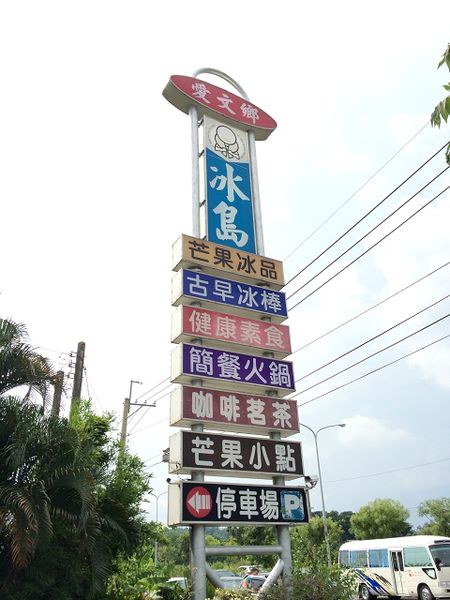 愛文鄉
冰島
芒果冰品
古早冰棒
健康素食
簡餐火鍋
咖啡茗茶
芒果小點
停車場P